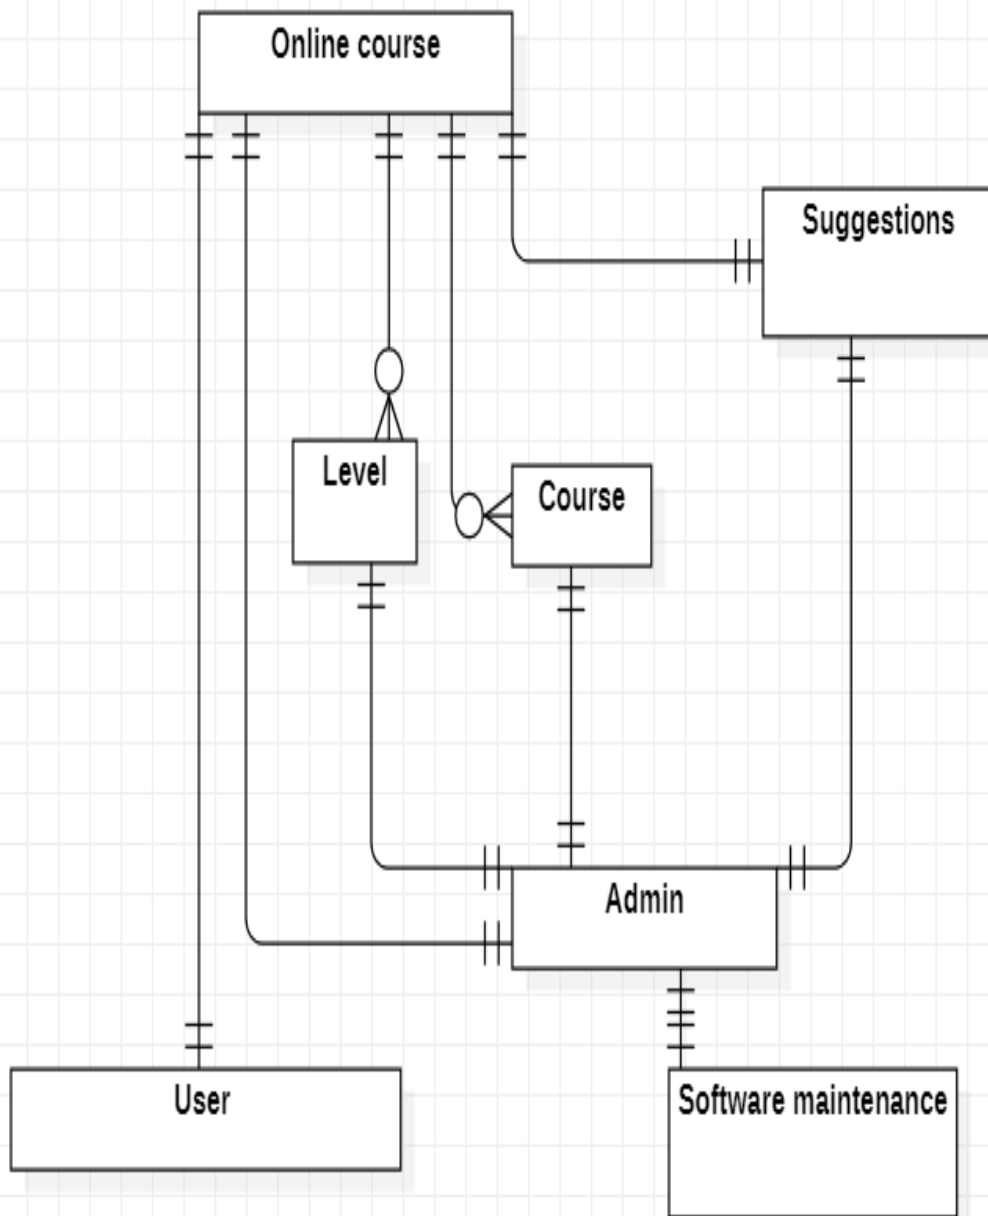 Online course
Suggestions
Level
Course
Admin
User
Software maintenance